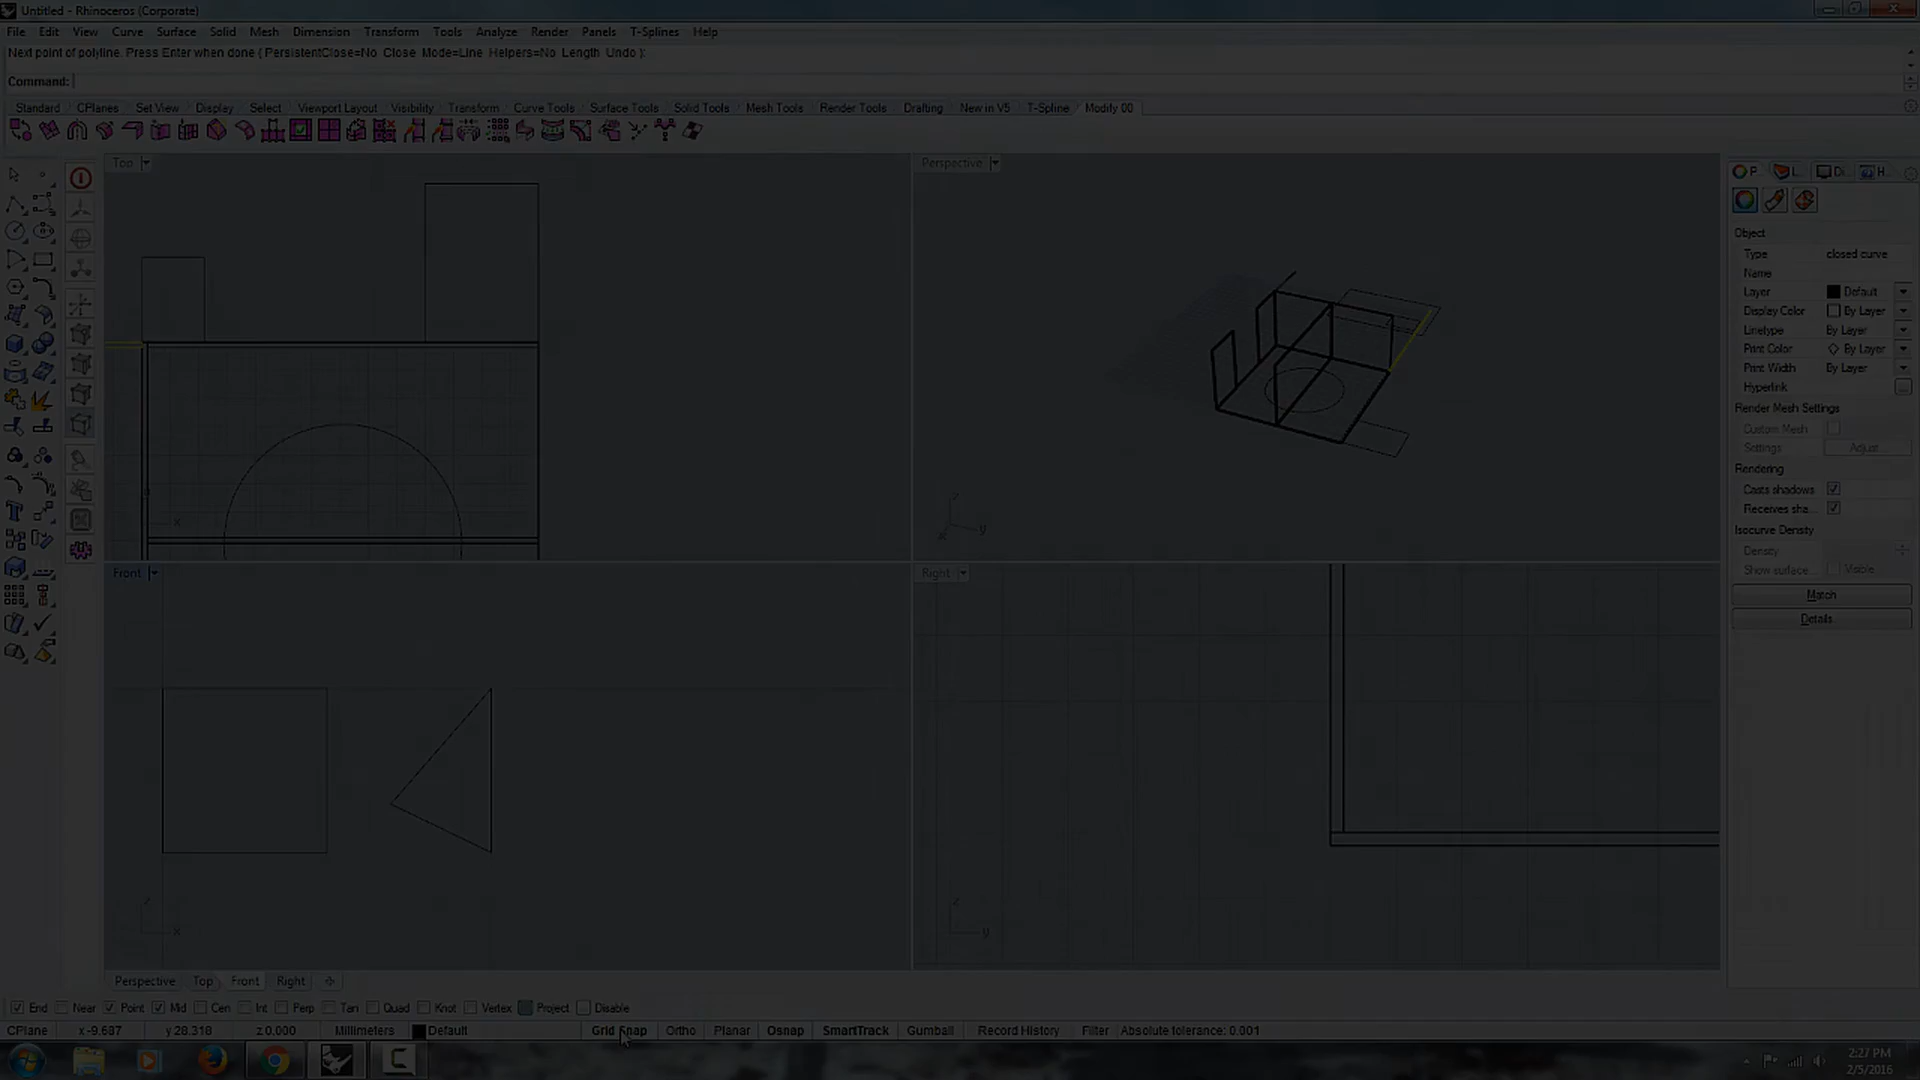 Untitled - Rhinoceros (Corporate)
File Edit View Curve Surface Solid Mesh Dimension Transform Tools Analyze Render Panels T-Splines Help
Next point of polyline. Press Enter when done ( PersistentClose=No Close Mode=Line Helpers=No Length Undo ):
Command:
Standard CPlanes Set View Display Select Viewport Layout Visibility Transform Curve Tools Surface Tools Solid Tools Mesh Tools Render Tools Drafting New in V5 T-Spline Modify 00
Top
Perspective
P... L... Di... H...
Object
Type closed curve
Name
Layer Default
Display Color By Layer
Linetype By Layer
Print Color By Layer
Print Width By Layer
Hyperlink ...
Render Mesh Settings
Custom Mesh
Settings Adjust...
Rendering
Casts shadows
Receives sha...
Isocurve Density
Density
Show surface... Visible
Match
Details...
x
z
y
x
Front
Right
z
x
z
y
Perspective Top Front Right
End Near Point Mid Cen Int Perp Tan Quad Knot Vertex Project Disable
CPlane x -9.687 y 28.318 z 0.000 Millimeters Default Grid Snap Ortho Planar Osnap SmartTrack Gumball Record History Filter Absolute tolerance: 0.001
2:27 PM
2/5/2016